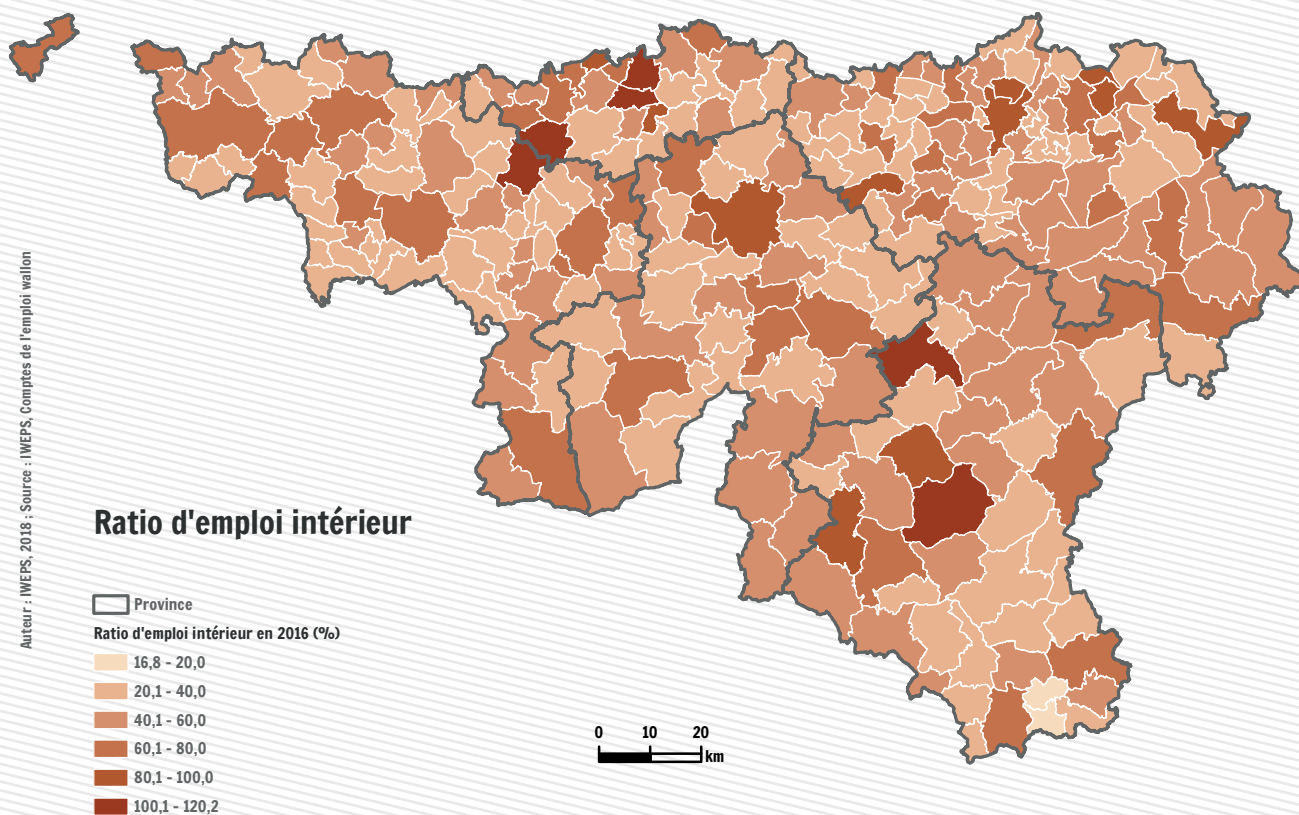 Auteur : IWEPS, 2018 ; Source : IWEPS, Comptes de l'emploi wallon
Ratio d'emploi intérieur
Province
Ratio d'emploi intérieur en 2016 (%)
16,8 - 20,0
20,1 - 40,0
40,1 - 60,0
60,1 - 80,0
80,1 - 100,0
100,1 - 120,2
0 10 20
km